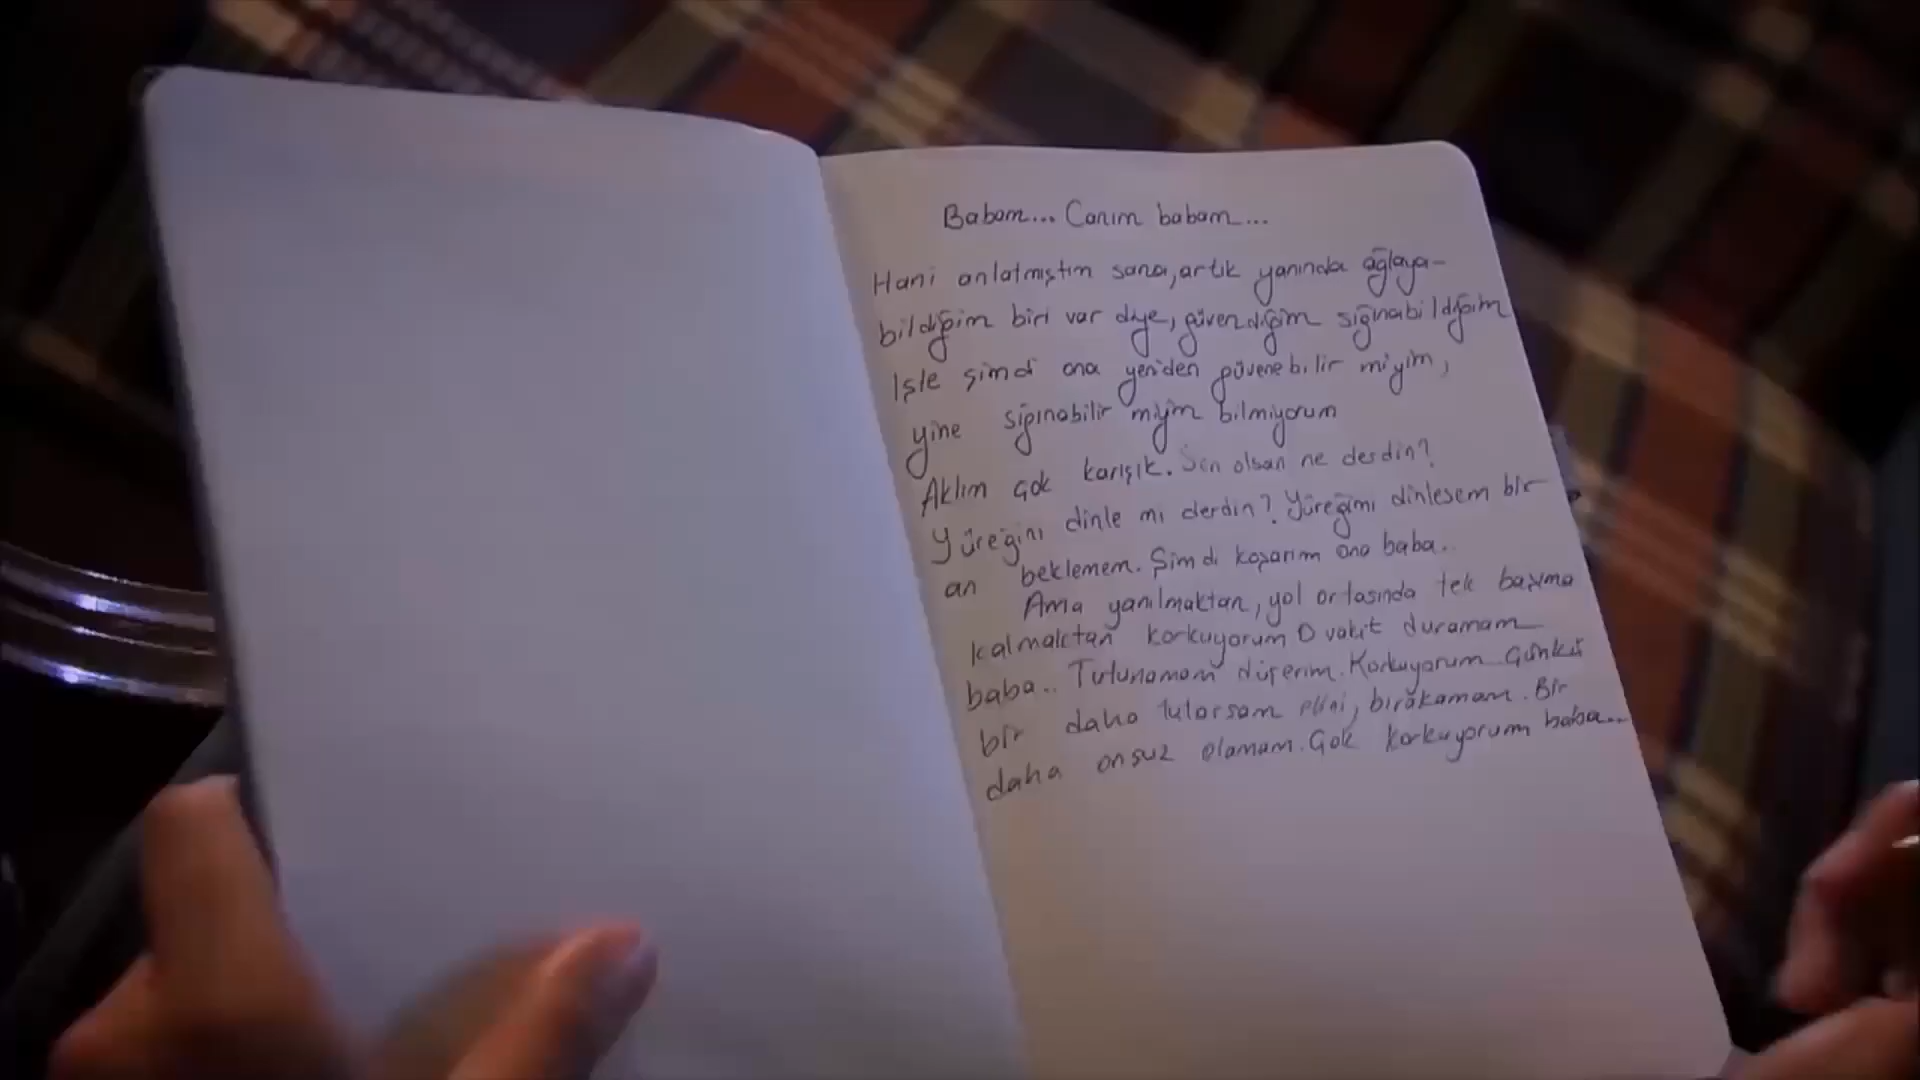 Babam... Canım babam...
Hani anlatmıştım sana, artık yanında ağlaya-
bildiğim biri var diye, güvendiğim sığınabildiğim
İşte şimdi ona yeniden güvenebilir miyim,
yine sığınabilir miyim bilmiyorum
Aklım çok karışık. Sen olsan ne derdin?
Yüreğini dinle mi derdin? Yüreğimi dinlesem bir
an beklemem. Şimdi koşarım ona baba..
Ama yanılmaktan, yol ortasında tek başıma
kalmaktan korkuyorum O vakit duramam
baba.. Tutunamam düşerim. Korkuyorum Çünkü
bir daha tutarsam elini, bırakamam. Bir
daha onsuz olamam. Çok korkuyorum baba...